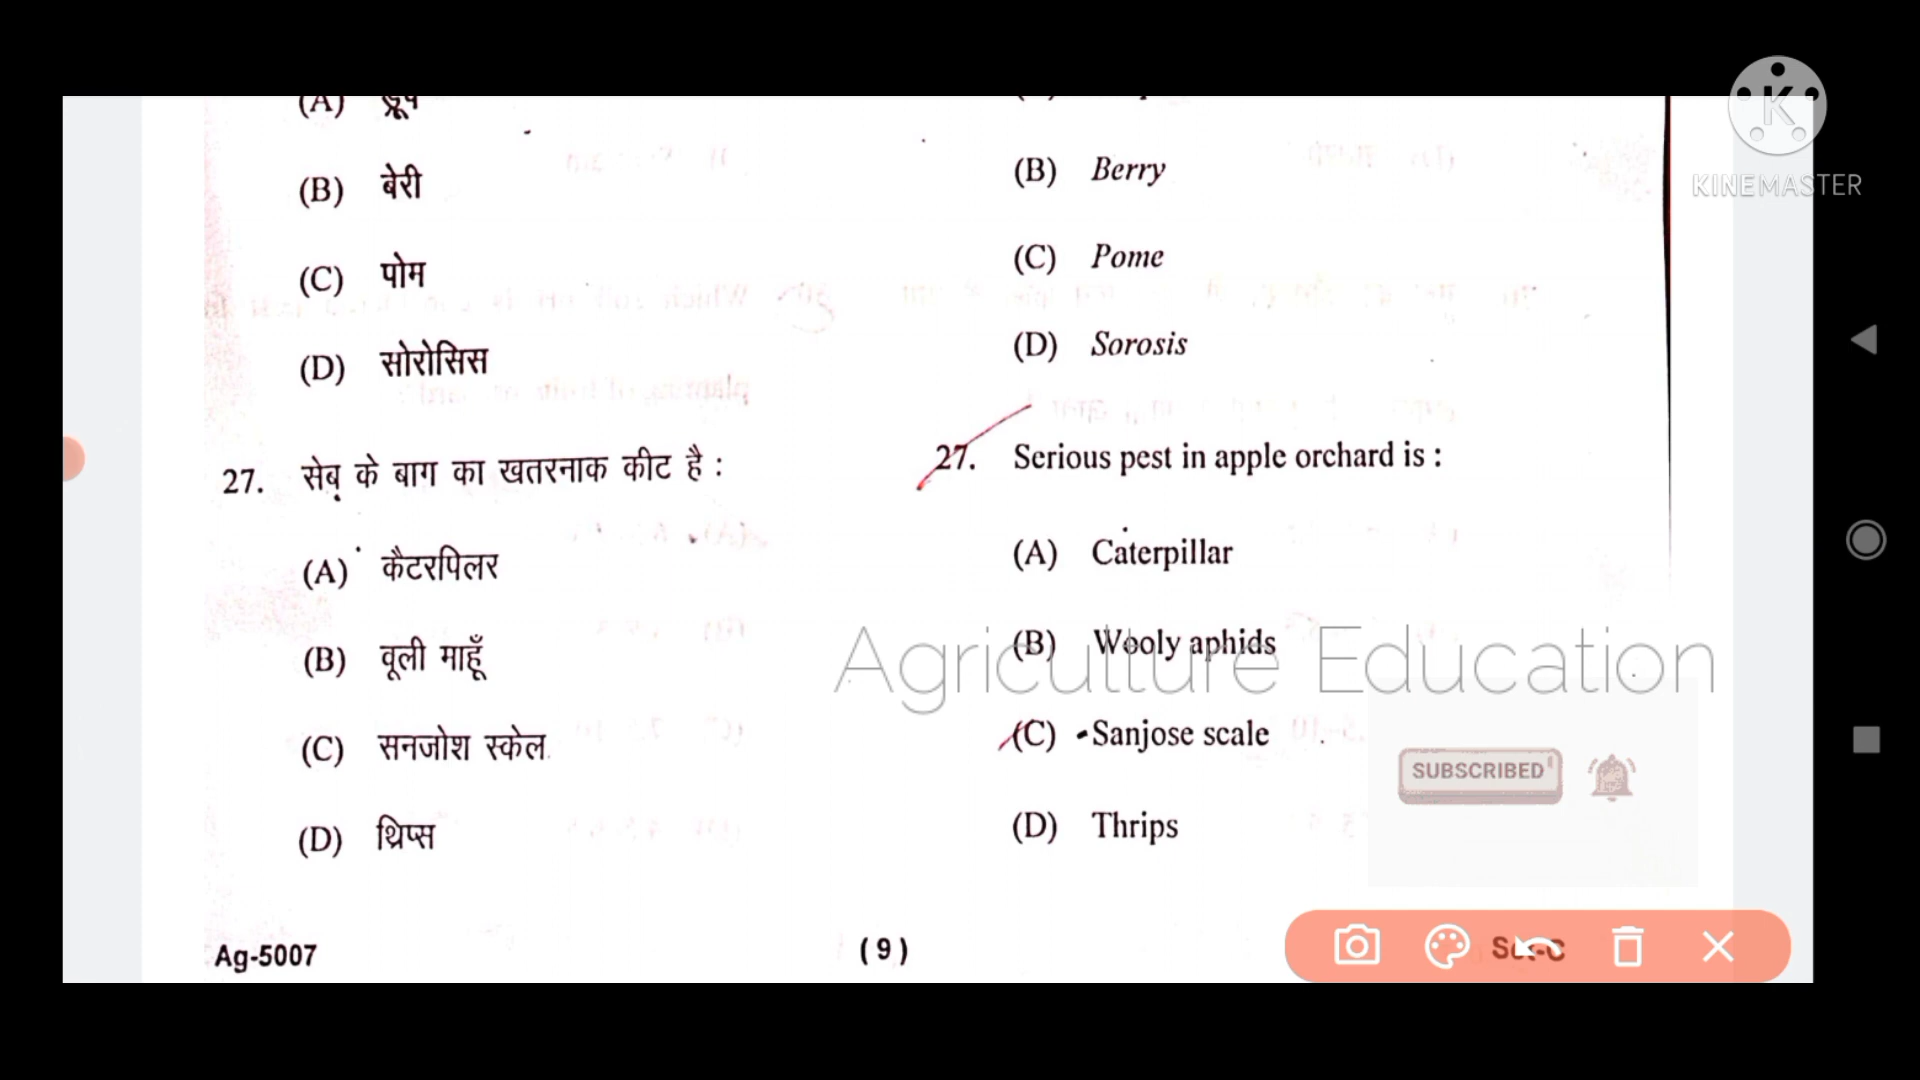 (A) ड्रूप
(B) बेरी
(C) पोम
(D) सोरोसिस
27. सेब के बाग का खतरनाक कीट है :
(A) कैटरपिलर
(B) वूली माहूँ
(C) सनजोश स्केल
(D) थ्रिप्स
Ag-5007
(B) Berry
(C) Pome
(D) Sorosis
27. Serious pest in apple orchard is :
(A) Caterpillar
(B) Wooly aphids
(C) Sanjose scale
(D) Thrips
( 9 )
Set-C
Agriculture Education
SUBSCRIBED
K
KINEMASTER